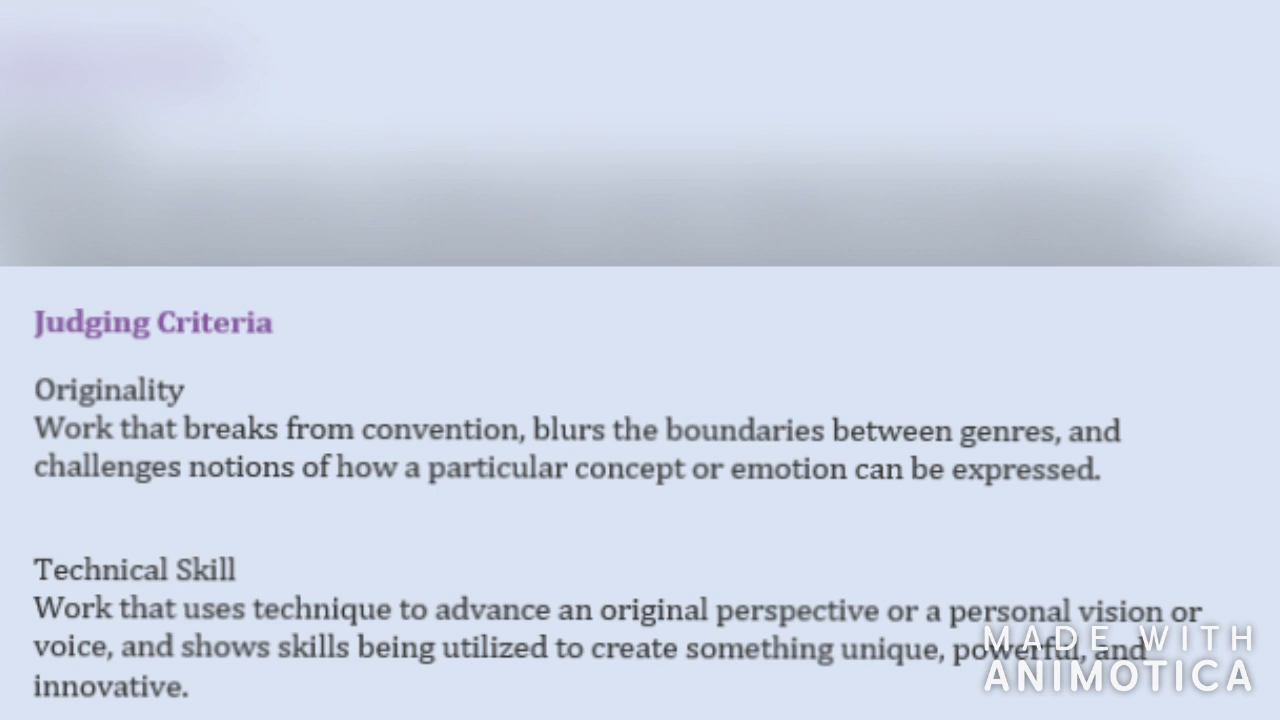 Judging Criteria
Originality
Work that breaks from convention, blurs the boundaries between genres, and
challenges notions of how a particular concept or emotion can be expressed.
Technical Skill
Work that uses technique to advance an original perspective or a personal vision or
voice, and shows skills being utilized to create something unique, powerful, and
innovative.
MADE WITH
ANIMOTICA